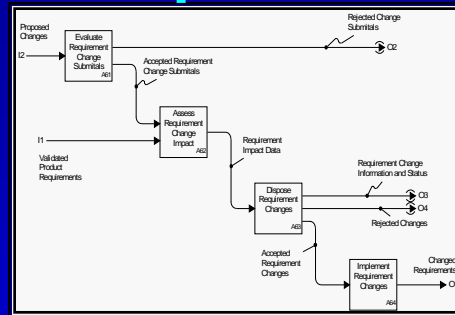 Proposed
Changes
I2
Evaluate
Requirement
Change
Submitals
A61
Rejected Change
Submitals
O2
Accepted Requirement
Change Submitals
Assess
Requirement
Change
Impact
A62
I1
Validated
Product
Requirements
Requirement
Impact Data
Requirement Change
Information and Status
Dispose
Requirement
Changes
A63
O3
O4
Rejected Changes
Accepted
Requirement
Changes
Implement
Requirement
Changes
A64
Changed
Requirements
O